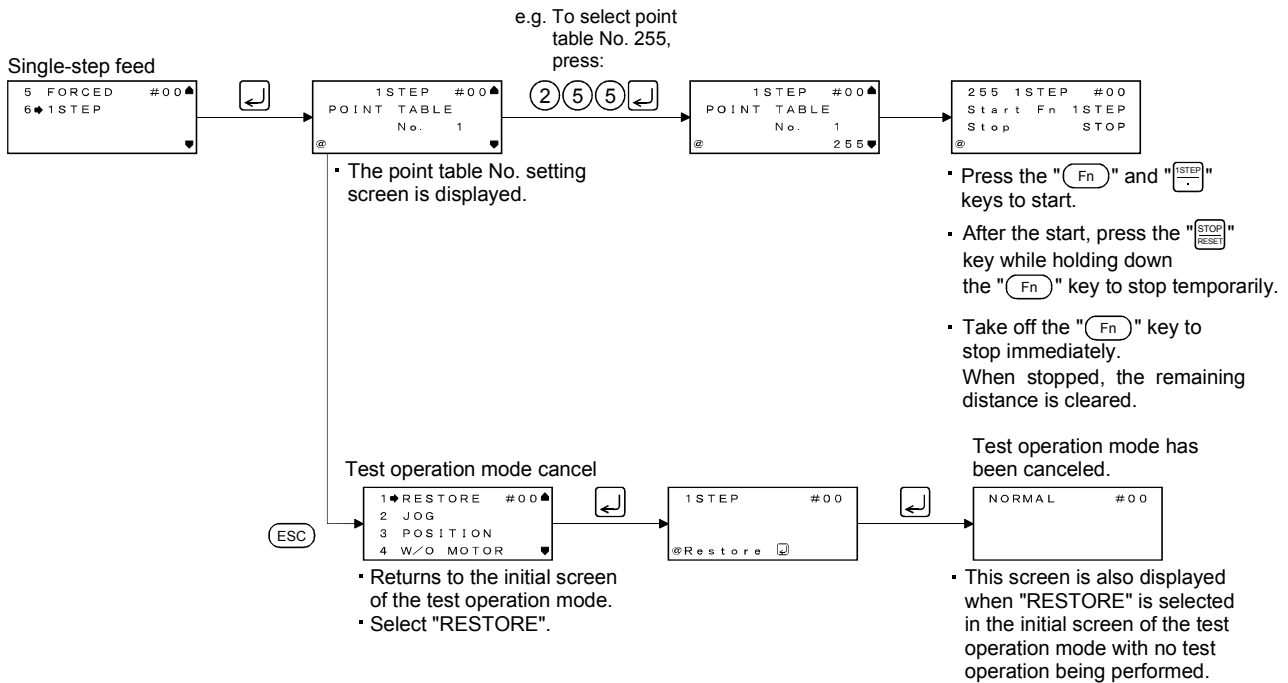 e.g. To select point
table No. 255,
press:
Single-step feed
5 FORCED #00
6 1STEP
1STEP #00
POINT TABLE
No. 1
@
2 5 5
1STEP #00
POINT TABLE
No. 1
@ 255
255 1STEP #00
Start Fn 1STEP
Stop STOP
@
The point table No. setting
screen is displayed.
Press the "Fn" and "1STEP ."
keys to start.
After the start, press the "STOP RESET"
key while holding down
the "Fn" key to stop temporarily.
Take off the "Fn" key to
stop immediately.
When stopped, the remaining
distance is cleared.
Test operation mode cancel
ESC
1 RESTORE #00
2 JOG
3 POSITION
4 W/O MOTOR
1STEP #00
@Restore
Test operation mode has
been canceled.
NORMAL #00
Returns to the initial screen
of the test operation mode.
Select "RESTORE".
This screen is also displayed
when "RESTORE" is selected
in the initial screen of the test
operation mode with no test
operation being performed.